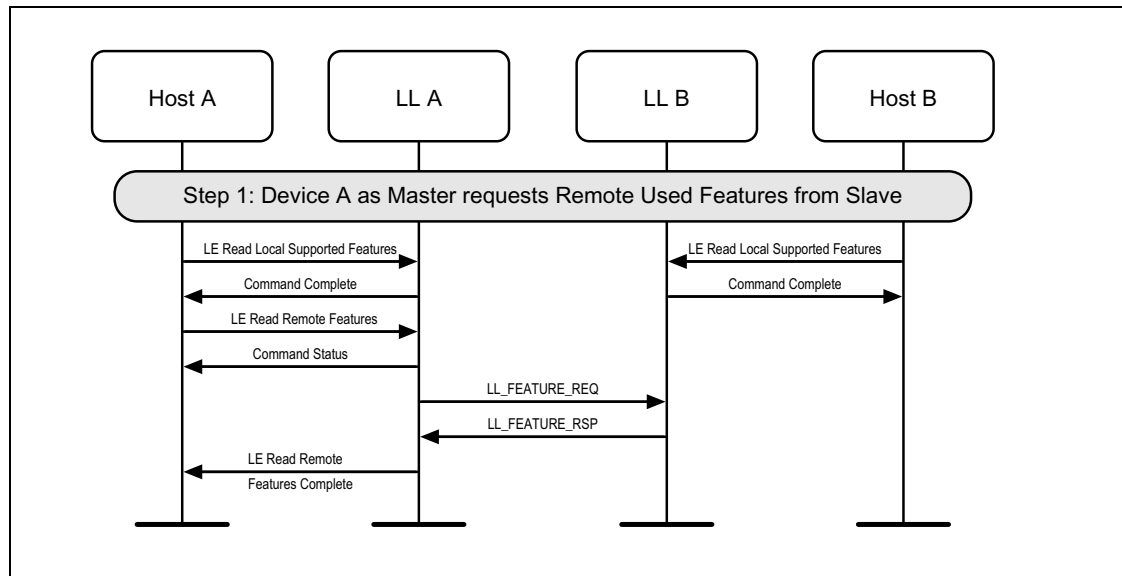 Host A
LL A
LL B
Host B
Step 1: Device A as Master requests Remote Used Features from Slave
LE Read Local Supported Features
LE Read Local Supported Features
Command Complete
Command Complete
LE Read Remote Features
Command Status
LL_FEATURE_REQ
LL_FEATURE_RSP
LE Read Remote
Features Complete